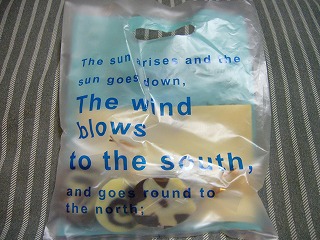 The sun arises and the
sun goes down,
The wind
blows
to the south,
and goes round to
the north;